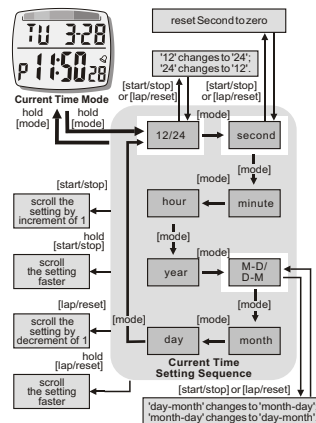 TU 3-28
P 11:50 28
Current Time Mode
hold
[mode]
hold
[mode]
reset Second to zero
'12' changes to '24';
'24' changes to '12'.
[start/stop]
or [lap/reset]
[start/stop]
or [lap/reset]
12/24
[mode]
second
[mode]
minute
[mode]
hour
[mode]
year
[mode]
M-D/
D-M
[mode]
month
[mode]
day
[mode]
Current Time
Setting Sequence
[start/stop]
scroll the
setting by
increment of 1
hold
[start/stop]
scroll
the setting
faster
[lap/reset]
scroll the
setting by
decrement of 1
hold
[lap/reset]
scroll
the setting
faster
[start/stop] or [lap/reset]
'day-month' changes to 'month-day'
'month-day' changes to 'day-month'.